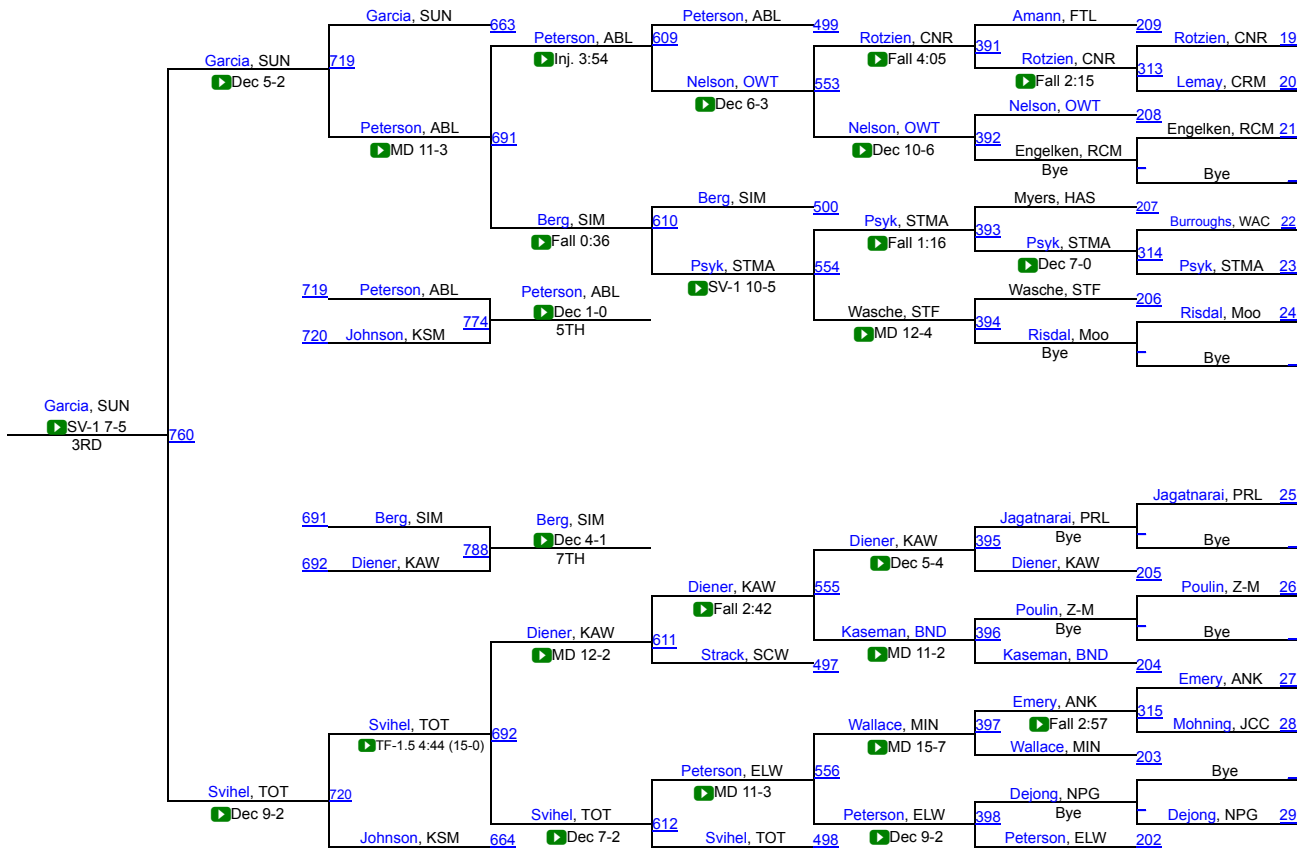 Garcia, SUN
663
Peterson, ABL
499
Amann, FTL
209
Peterson, ABL
609
Inj. 3:54
Rotzien, CNR
391
Fall 4:05
Rotzien, CNR
19
Garcia, SUN
719
Dec 5-2
Rotzien, CNR
313
Fall 2:15
Nelson, OWT
553
Dec 6-3
Lemay, CRM
20
Nelson, OWT
208
Peterson, ABL
691
MD 11-3
Nelson, OWT
392
Dec 10-6
Engelken, RCM
21
Engelken, RCM
Bye
Bye
Berg, SIM
500
Myers, HAS
207
Berg, SIM
610
Fall 0:36
Psyk, STMA
393
Fall 1:16
Burroughs, WAC
22
Psyk, STMA
314
Dec 7-0
Psyk, STMA
554
SV-1 10-5
Psyk, STMA
23
719
Peterson, ABL
Peterson, ABL
Dec 1-0
5TH
774
Wasche, STF
206
Wasche, STF
394
MD 12-4
Risdal, Moo
24
720
Johnson, KSM
Risdal, Moo
Bye
Bye
Garcia, SUN
SV-1 7-5
3RD
760
Jagatnarai, PRL
25
691
Berg, SIM
Berg, SIM
Dec 4-1
7TH
788
Jagatnarai, PRL
395
Bye
Diener, KAW
Dec 5-4
Bye
692
Diener, KAW
Diener, KAW
205
Diener, KAW
555
Fall 2:42
Poulin, Z-M
26
Poulin, Z-M
396
Bye
Diener, KAW
611
MD 12-2
Kaseman, BND
MD 11-2
Bye
Strack, SCW
497
Kaseman, BND
204
Emery, ANK
27
Emery, ANK
315
Fall 2:57
Svihel, TOT
692
TF-1.5 4:44 (15-0)
Wallace, MIN
397
MD 15-7
Mohning, JCC
28
Wallace, MIN
203
Peterson, ELW
556
MD 11-3
Bye
Svihel, TOT
720
Dec 9-2
Dejong, NPG
398
Bye
Svihel, TOT
612
Dec 7-2
Peterson, ELW
Dec 9-2
Dejong, NPG
29
Johnson, KSM
664
Svihel, TOT
498
Peterson, ELW
202